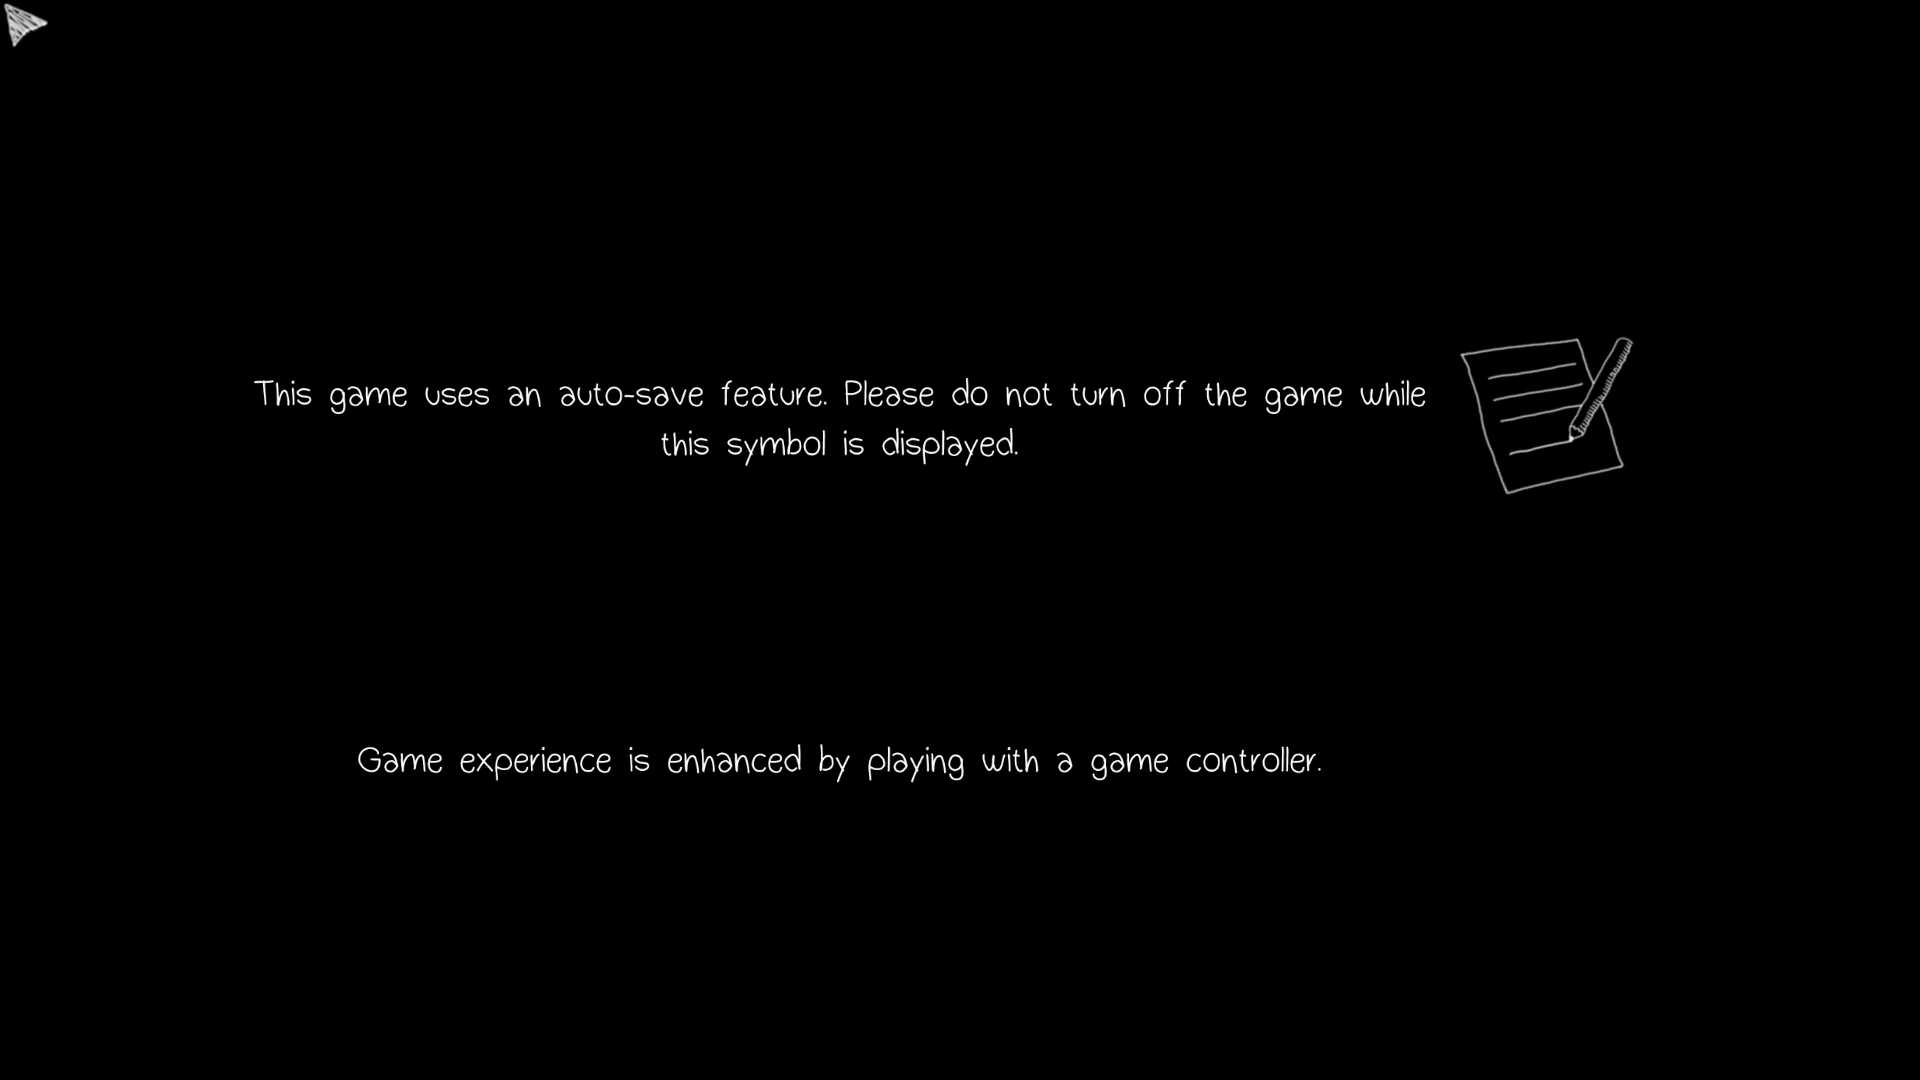 This game uses an auto-save feature. Please do not turn off the game while
this symbol is displayed.
Game experience is enhanced by playing with a game controller.